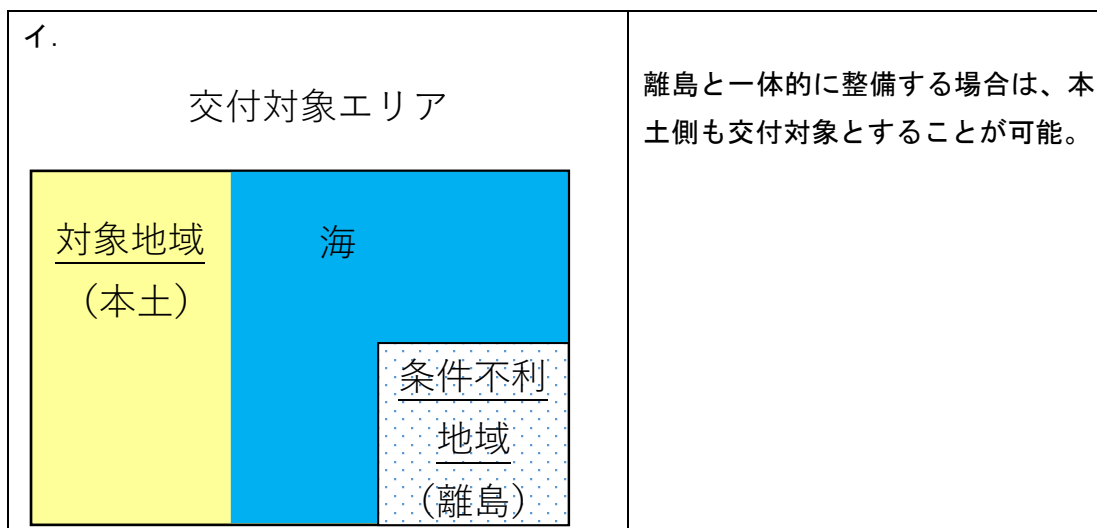 イ.
交付対象エリア
対象地域
（本土）
海
条件不利
地域
（離島）
離島と一体的に整備する場合は、本
土側も交付対象とすることが可能。